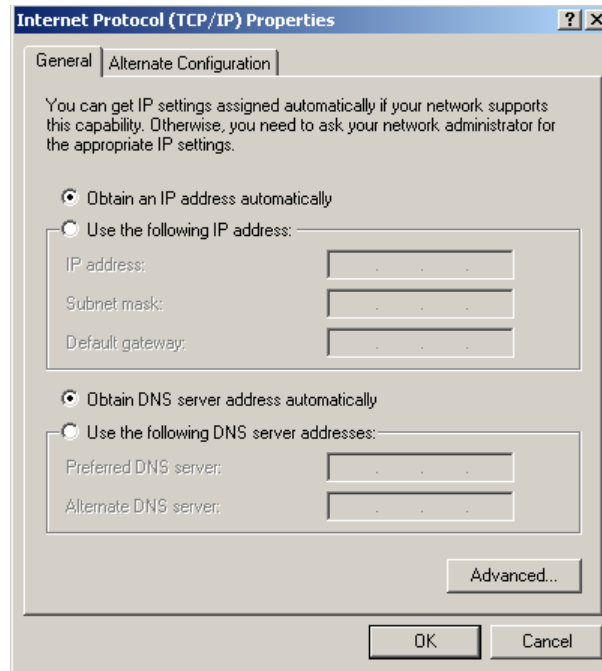 Internet Protocol (TCP/IP) Properties
General
Alternate Configuration
You can get IP settings assigned automatically if your network supports
this capability. Otherwise, you need to ask your network administrator for
the appropriate IP settings.
Obtain an IP address automatically
Use the following IP address:
IP address:
Subnet mask:
Default gateway:
Obtain DNS server address automatically
Use the following DNS server addresses:
Preferred DNS server:
Alternate DNS server:
Advanced...
OK
Cancel